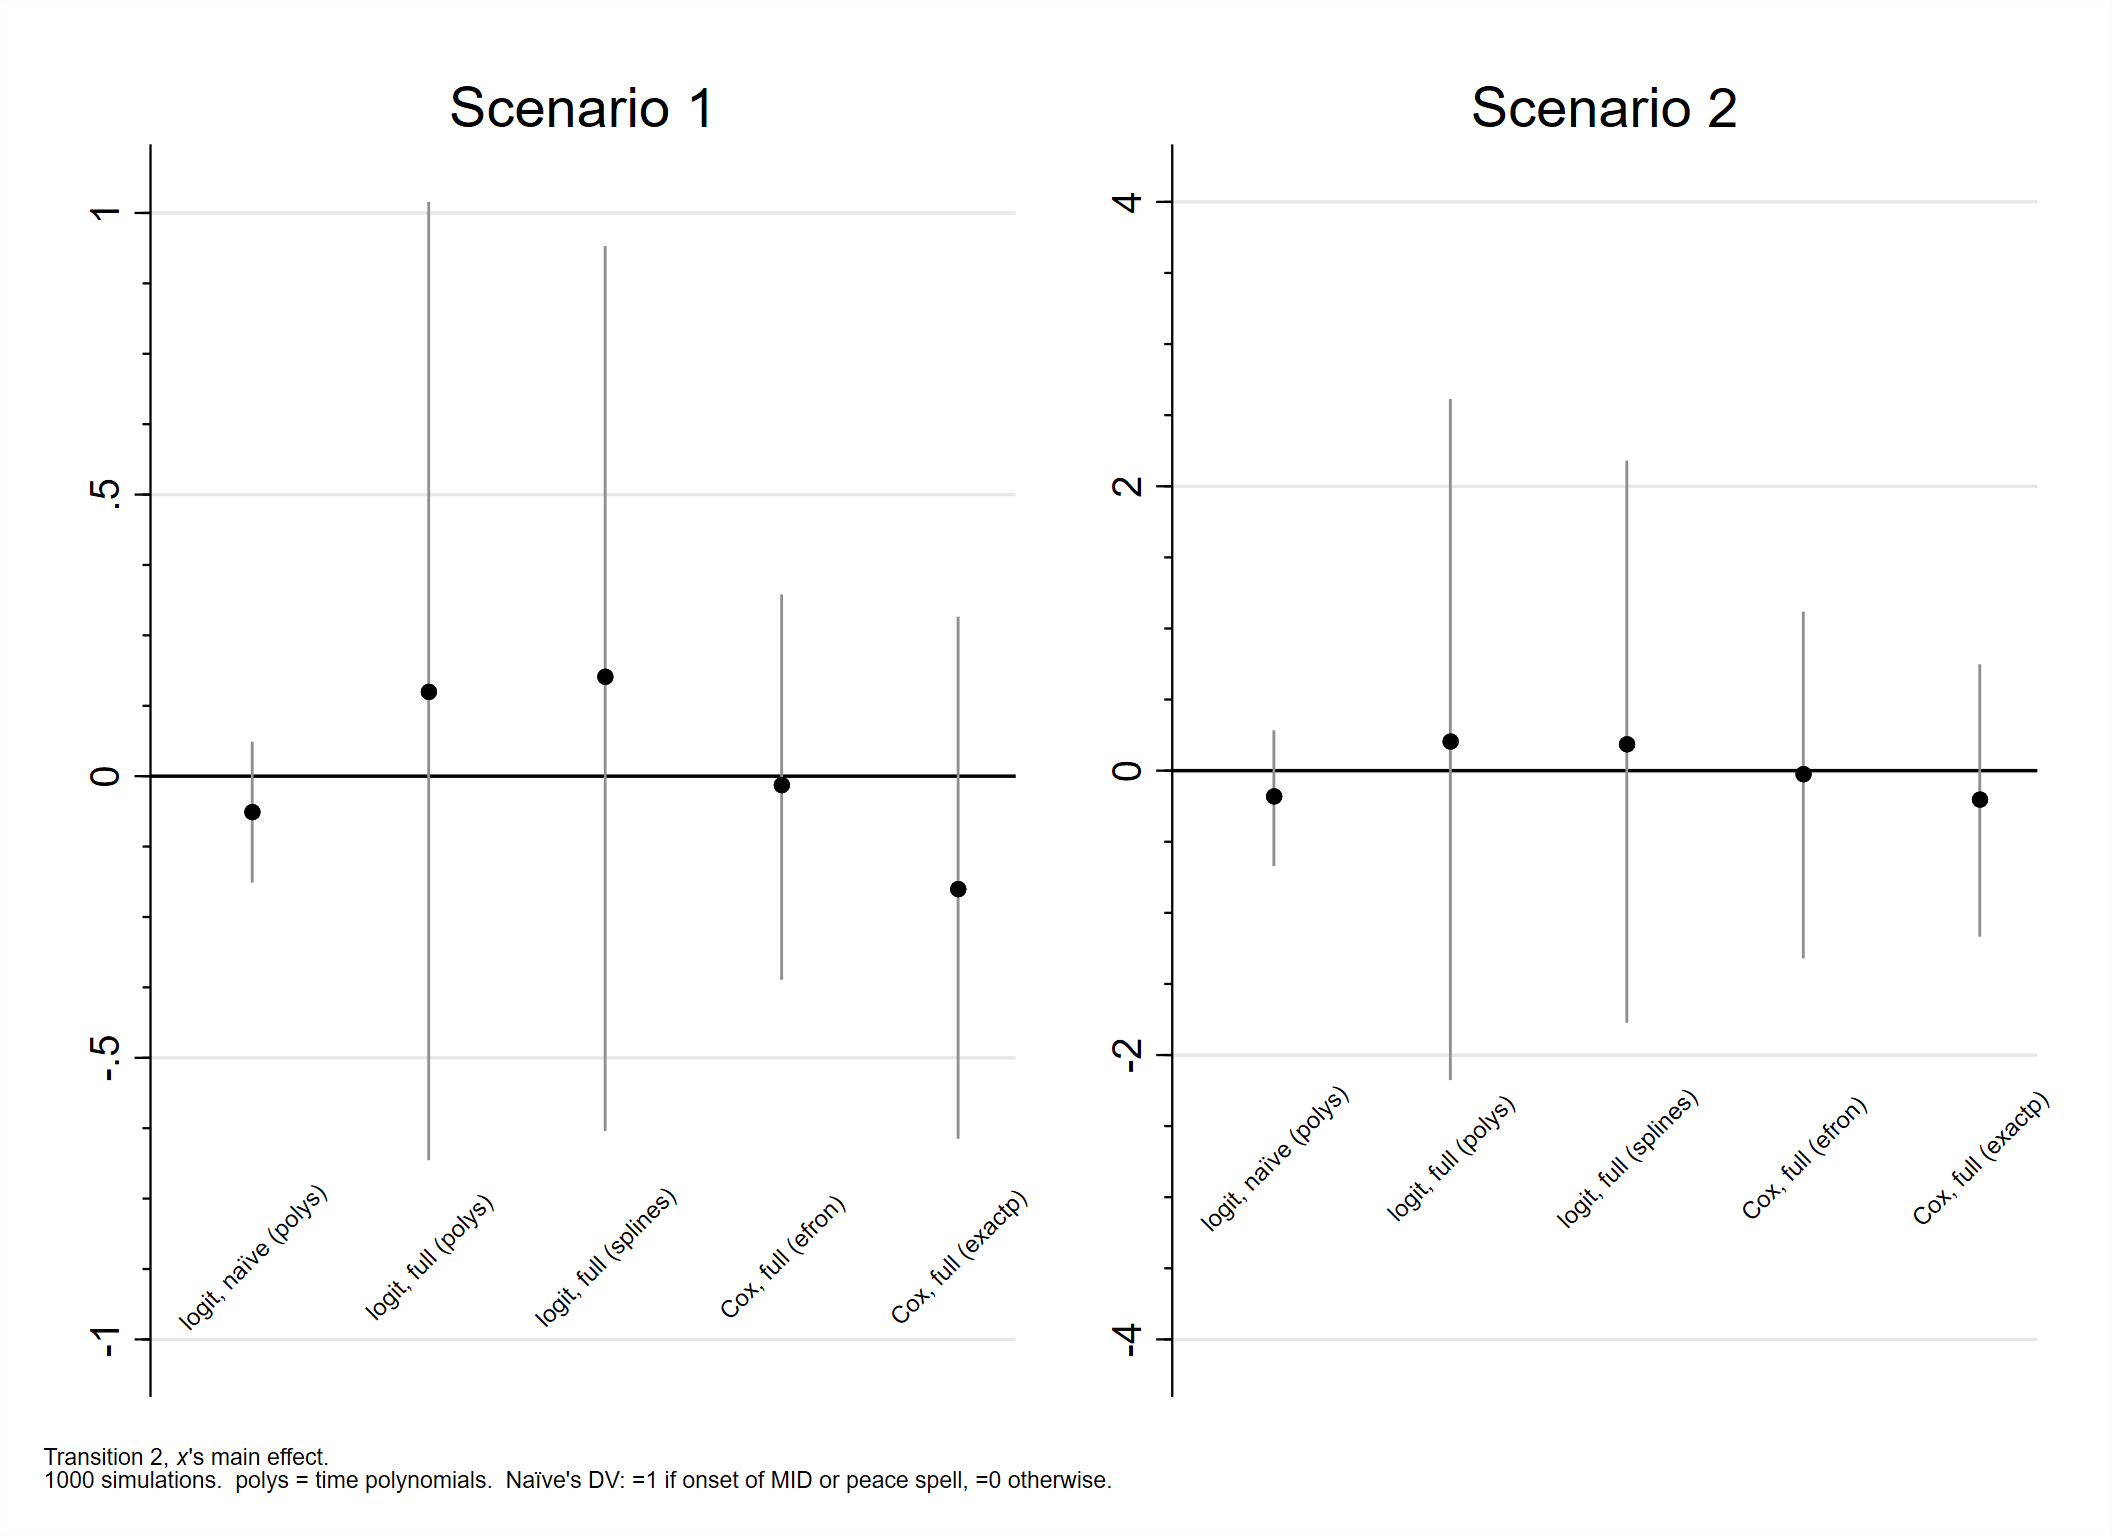 Scenario 1
1
.5
0
-.5
-1
logit, naïve (polys)
logit, full (polys)
logit, full (splines)
Cox, full (efron)
Cox, full (exactp)
Scenario 2
4
2
0
-2
-4
logit, naïve (polys)
logit, full (polys)
logit, full (splines)
Cox, full (efron)
Cox, full (exactp)
Transition 2, x's main effect.
1000 simulations.  polys = time polynomials.  Naïve's DV: =1 if onset of MID or peace spell, =0 otherwise.